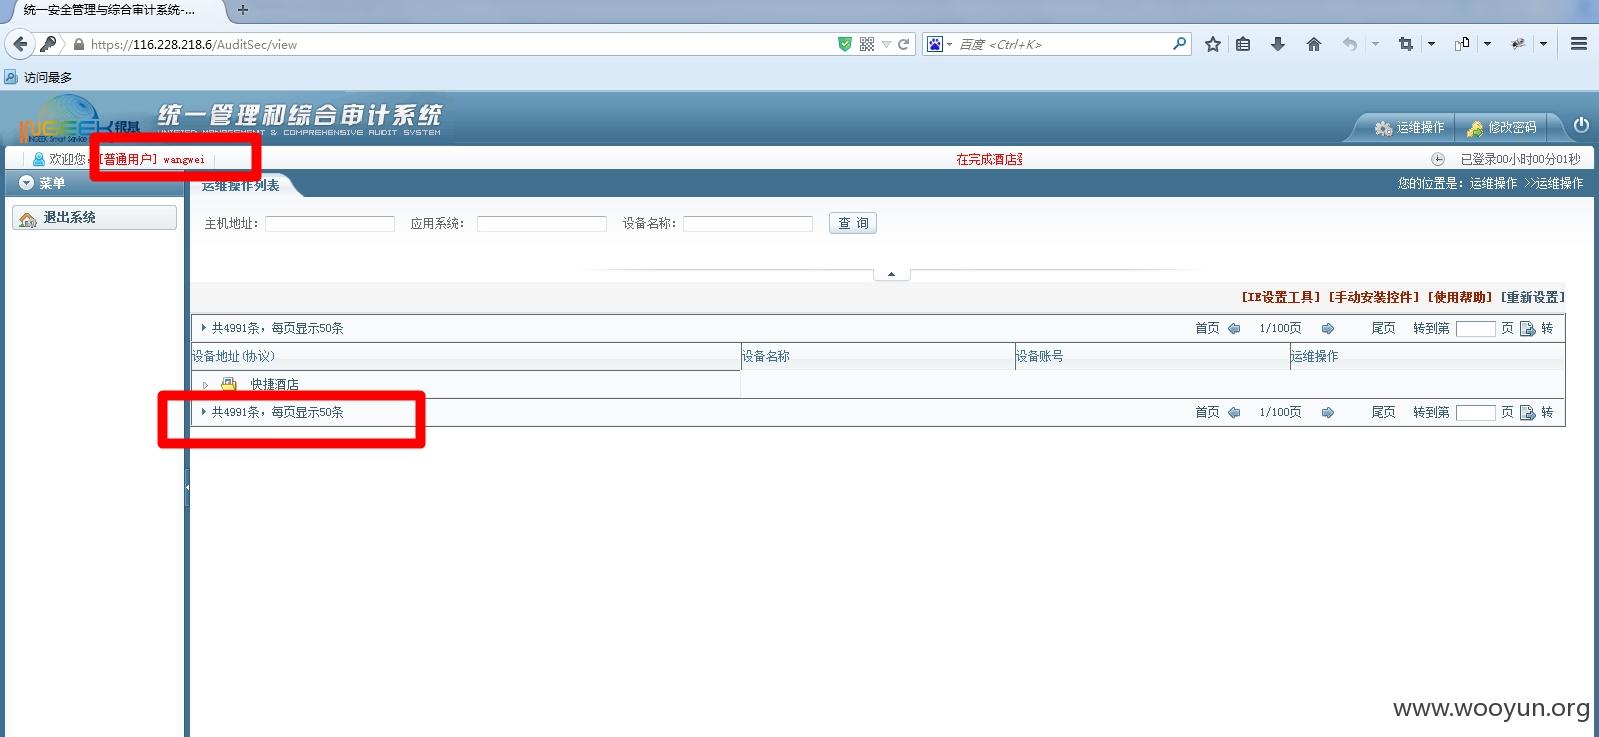 统一安全管理与综合审计系统-...
https://116.228.218.6/AuditSec/view
百度 <Ctrl+K>
访问最多
INGEEK 银基
INGEEK Smart Service
统一管理和综合审计系统
UNIFIED MANAGEMENT & COMPREHENSIVE AUDIT SYSTEM
运维操作 修改密码
欢迎您, [普通用户] wangwei 在完成酒店登 已登录00小时00分01秒
菜单 运维操作列表 您的位置是：运维操作 >>运维操作
退出系统
主机地址: 应用系统: 设备名称: 查 询
[IE设置工具] [手动安装控件] [使用帮助] [重新设置]
共4991条，每页显示50条 首页 1/100页 尾页 转到第 页 转
设备地址(协议) 设备名称 设备账号 运维操作
快捷酒店
共4991条，每页显示50条 首页 1/100页 尾页 转到第 页 转
www.wooyun.org